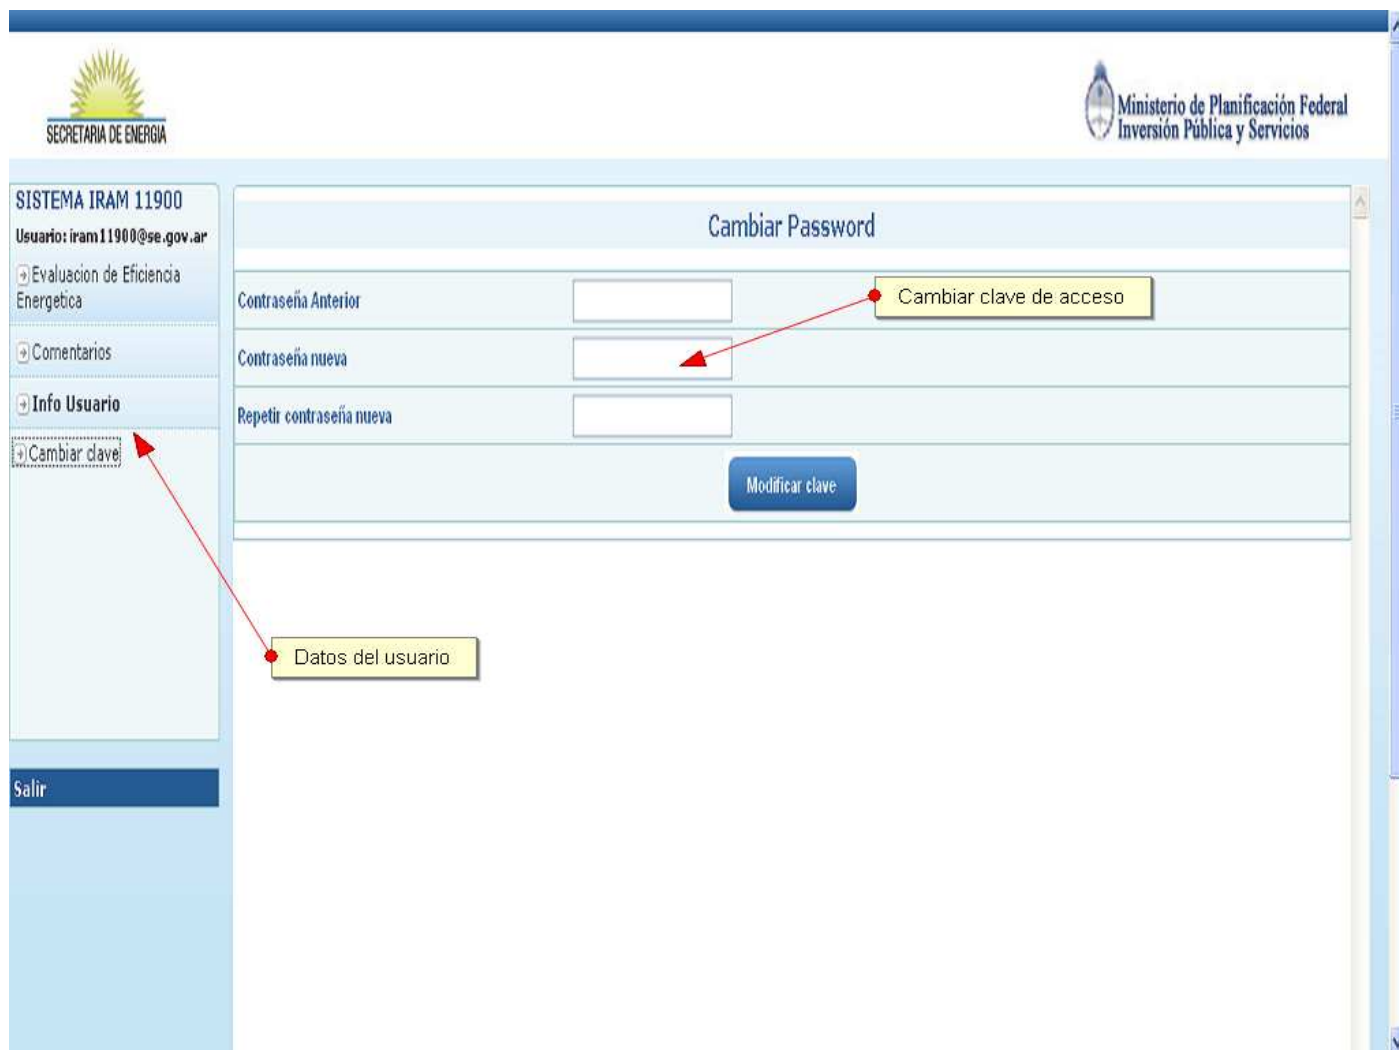 SECRETARIA DE ENERGIA
Ministerio de Planificación Federal
Inversión Pública y Servicios
SISTEMA IRAM 11900
Usuario: iram11900@se.gov.ar
Evaluacion de Eficiencia
Energetica
Comentarios
Info Usuario
Cambiar clave
Salir
Cambiar Password
Contraseña Anterior
Cambiar clave de acceso
Contraseña nueva
Repetir contraseña nueva
Modificar clave
Datos del usuario